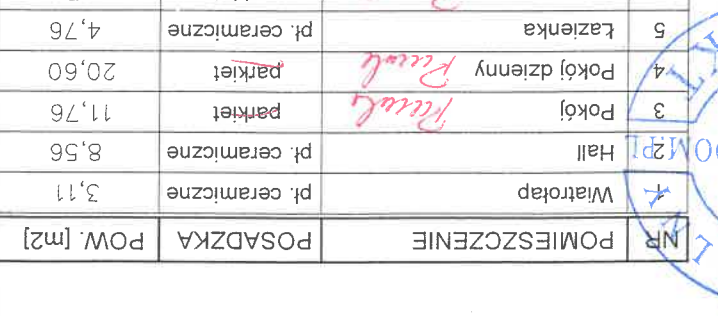 NR POMIESZCZENIE POSADZKA POW. [m2]
1 Wiatrołap pł. ceramiczne 3,11
2 Hall pł. ceramiczne 8,56
3 Pokój parkiet 11,76
4 Pokój dzienny parkiet 20,60
5 Łazienka pł. ceramiczne 4,76